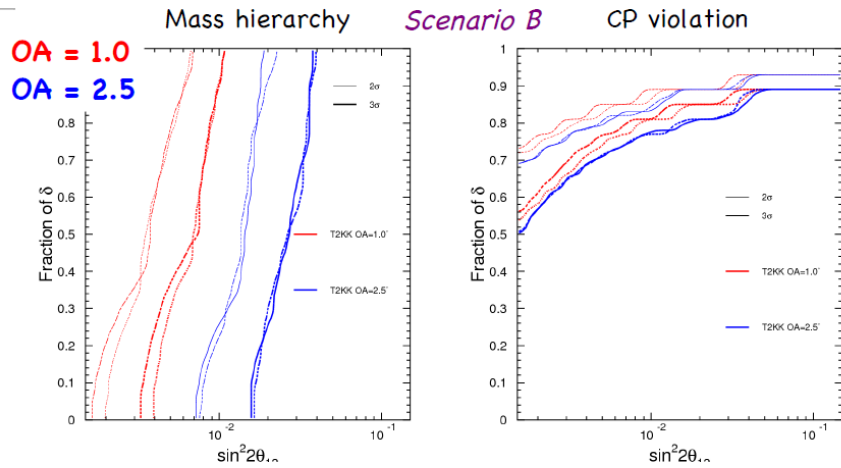 Mass hierarchy
Scenario B
CP violation
OA = 1.0
OA = 2.5
0.8
0.7
0.6
0.5
0.4
0.3
0.2
0.1
0
Fraction of δ
2σ
3σ
T2KK OA=1.0°
T2KK OA=2.5°
10⁻²
10⁻¹
sin²2θ₁₃
1
0.9
0.8
0.7
0.6
0.5
0.4
0.3
0.2
0.1
0
Fraction of δ
2σ
3σ
T2KK OA=1.0°
T2KK OA=2.5°
10⁻²
10⁻¹
sin²2θ₁₃